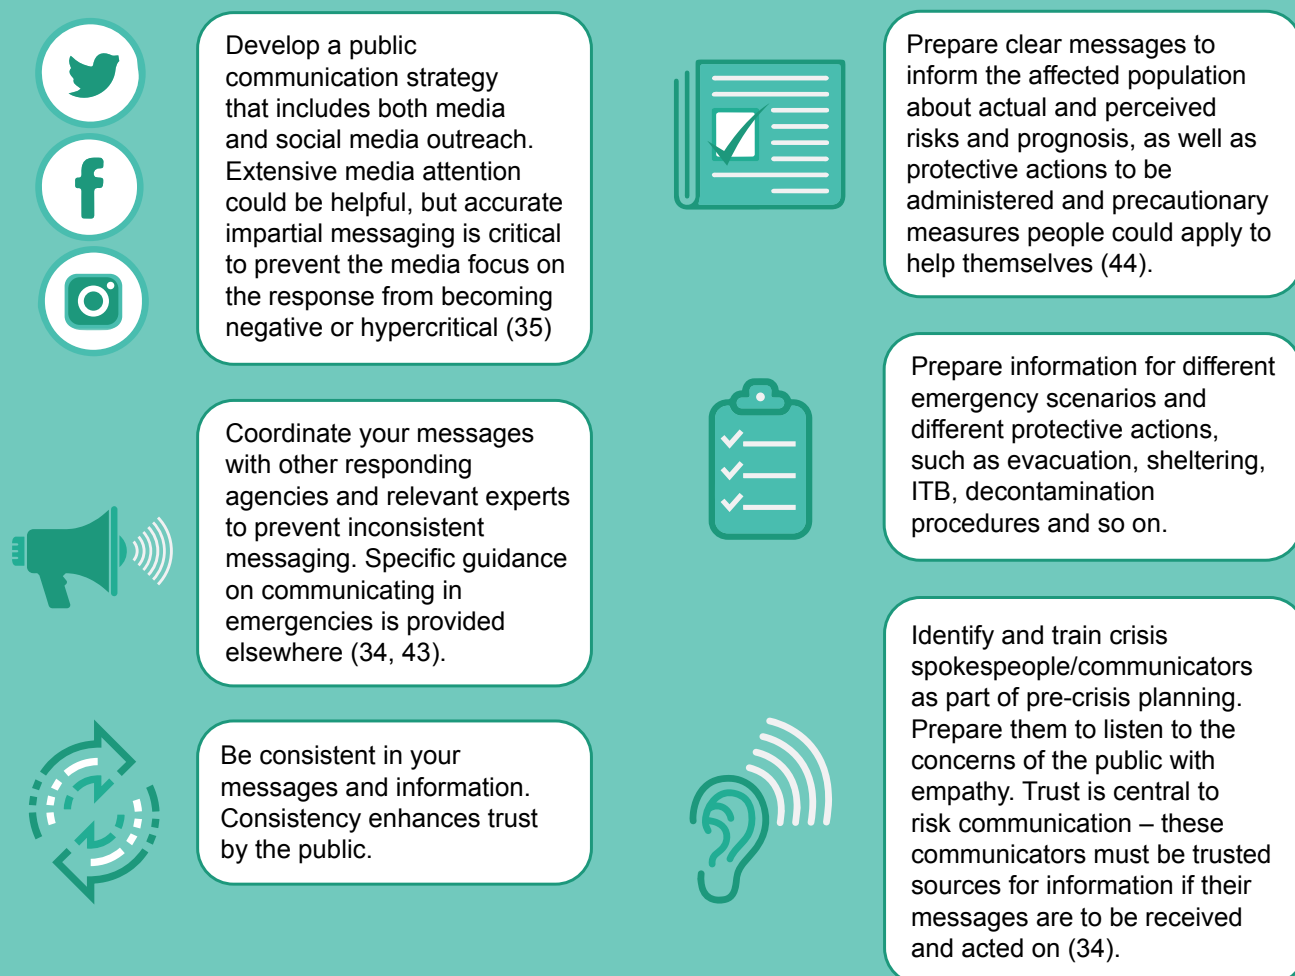 Develop a public
communication strategy
that includes both media
and social media outreach.
Extensive media attention
could be helpful, but accurate
impartial messaging is critical
to prevent the media focus on
the response from becoming
negative or hypercritical (35)
Coordinate your messages
with other responding
agencies and relevant experts
to prevent inconsistent
messaging. Specific guidance
on communicating in
emergencies is provided
elsewhere (34, 43).
Be consistent in your
messages and information.
Consistency enhances trust
by the public.
Prepare clear messages to
inform the affected population
about actual and perceived
risks and prognosis, as well as
protective actions to be
administered and precautionary
measures people could apply to
help themselves (44).
Prepare information for different
emergency scenarios and
different protective actions,
such as evacuation, sheltering,
ITB, decontamination
procedures and so on.
Identify and train crisis
spokespeople/communicators
as part of pre-crisis planning.
Prepare them to listen to the
concerns of the public with
empathy. Trust is central to
risk communication – these
communicators must be trusted
sources for information if their
messages are to be received
and acted on (34).